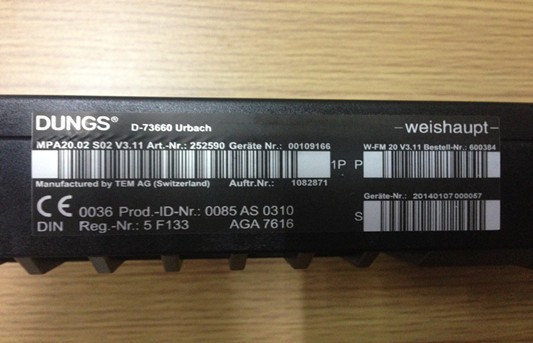 DUNGS® D-73660 Urbach -weishaupt-
MPA20.02 S02 V3.11 Art.-Nr.: 252590 Geräte Nr.: 00109166
W-FM 20 V3.11 Bestell-Nr.: 600384
1P P
Manufactured by TEM AG (Switzerland) Auftr.Nr.: 1082871
Geräte-Nr.: 20140107000057
CE 0036 Prod.-ID-Nr.: 0085 AS 0310
S
DIN Reg.-Nr.: 5 F133 AGA 7616